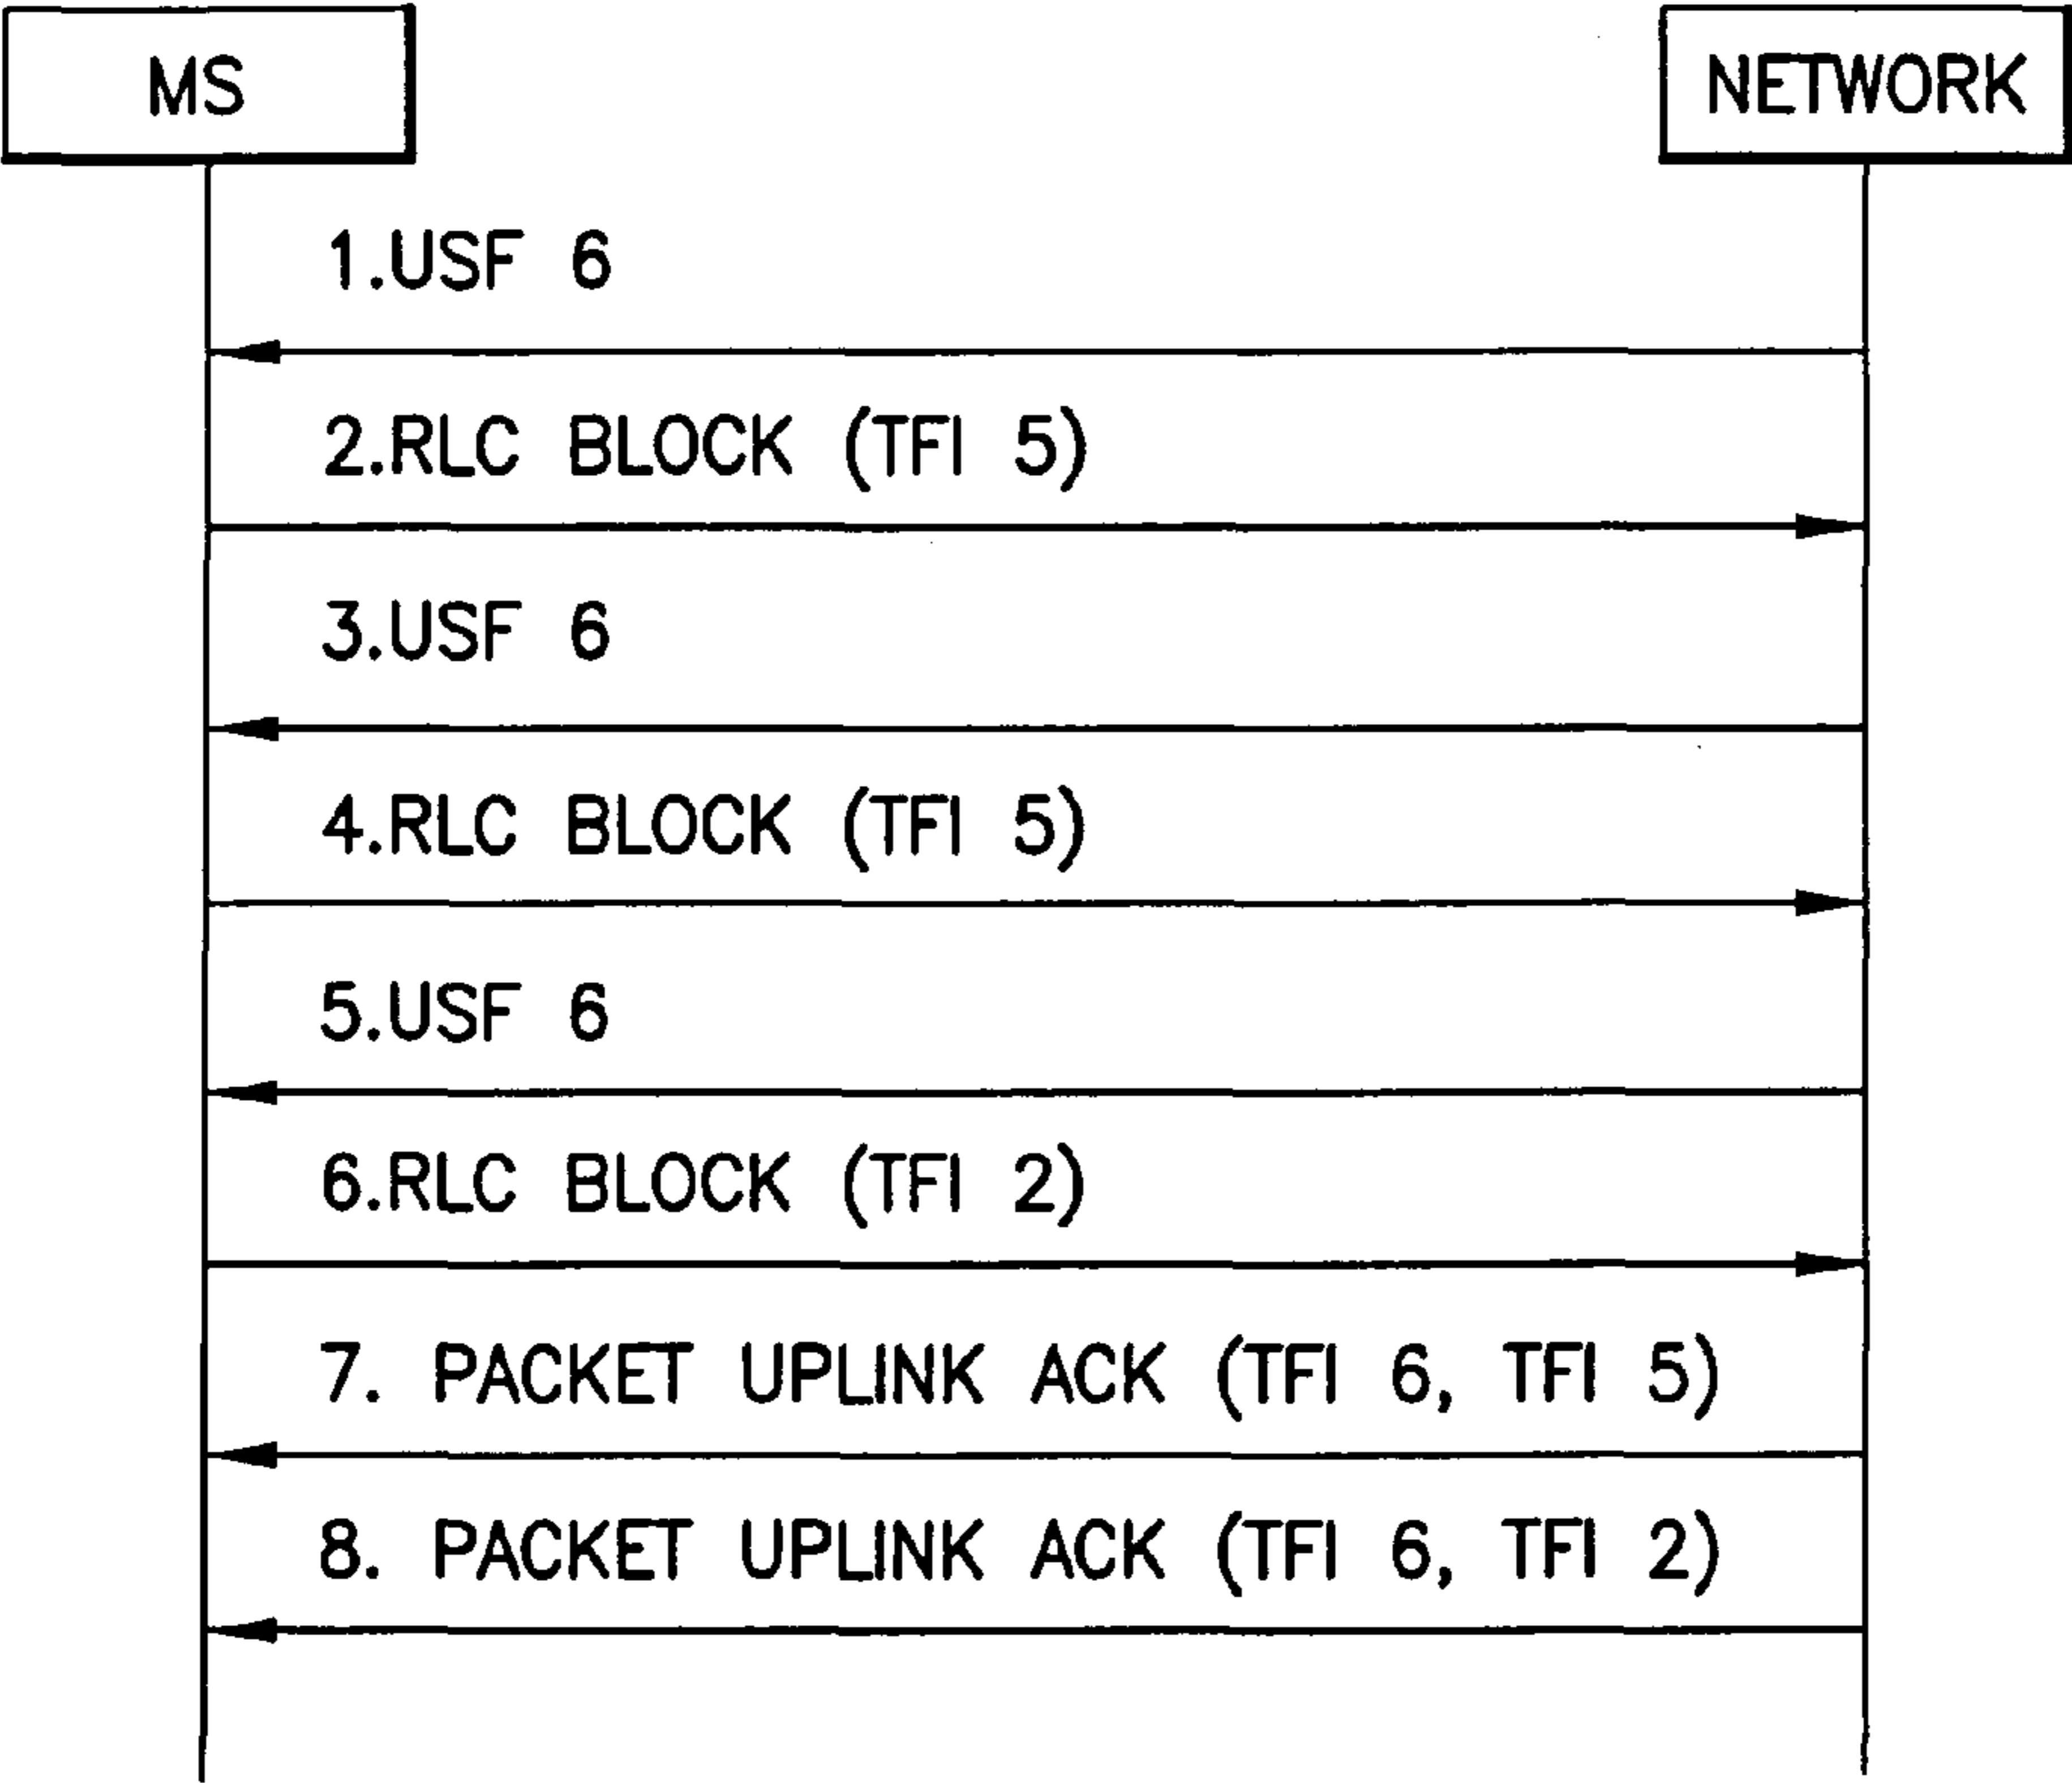 MS
NETWORK
1.USF 6
2.RLC BLOCK (TFI 5)
3.USF 6
4.RLC BLOCK (TFI 5)
5.USF 6
6.RLC BLOCK (TFI 2)
7. PACKET UPLINK ACK (TFI 6, TFI 5)
8. PACKET UPLINK ACK (TFI 6, TFI 2)